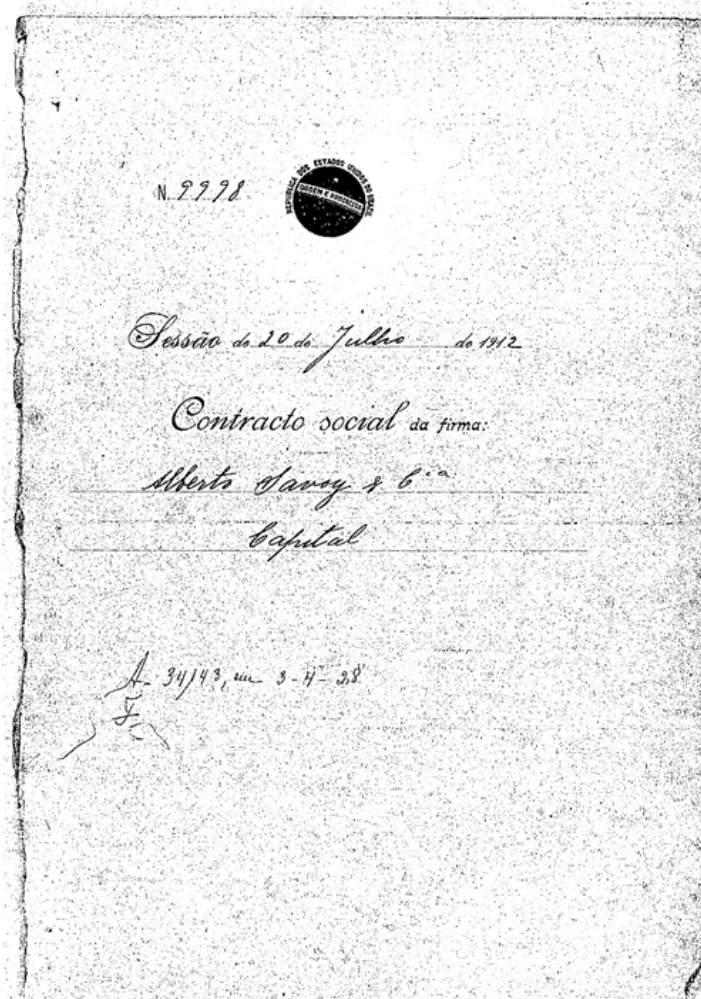 N. 9998
REPUBLICA DOS ESTADOS UNIDOS DO BRAZIL
ORDEM E PROGRESSO
Sessão de 20 de Julho de 1912
Contracto social da firma:
Alberto Savoy & Cia
Capital
A- 34143, em 3-4-28